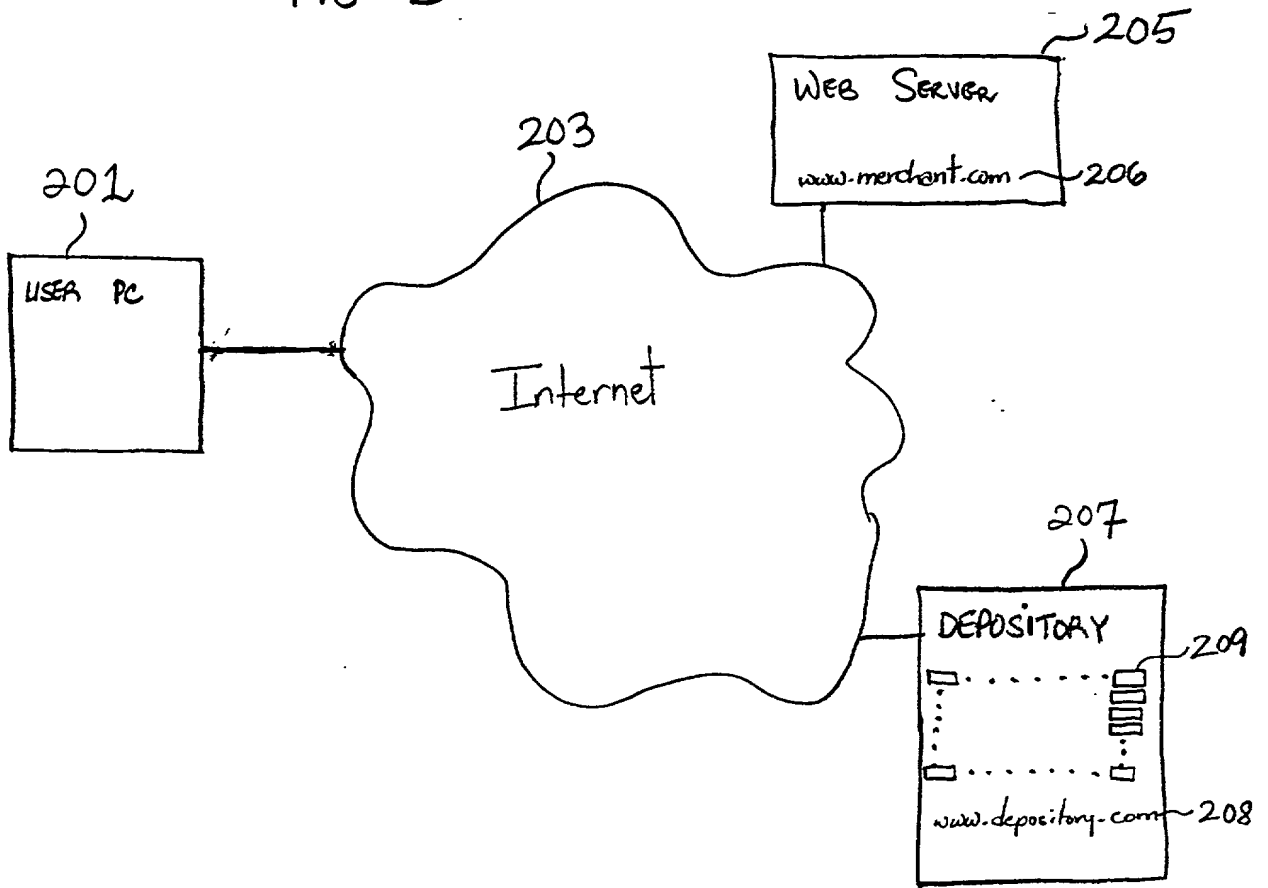 205
WEB SERVER
www.merchant.com
206
203
201
USER PC
Internet
207
DEPOSITORY
209
www.depository.com
208